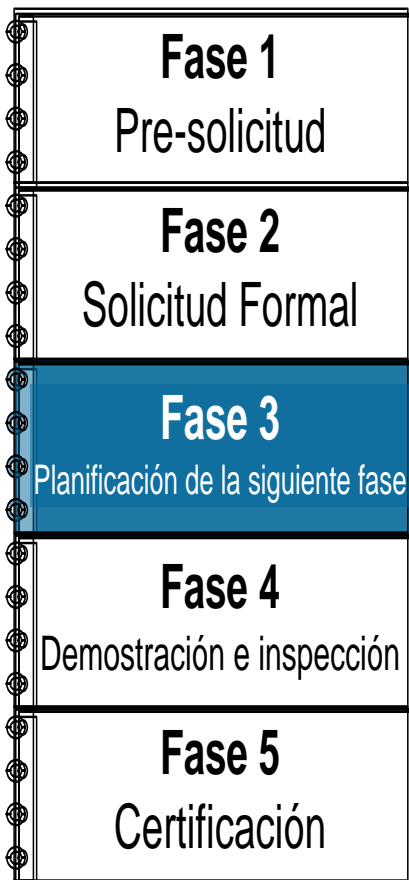 Fase 1
Pre-solicitud
Fase 2
Solicitud Formal
Fase 3
Planificación de la siguiente fase
Fase 4
Demostración e inspección
Fase 5
Certificación